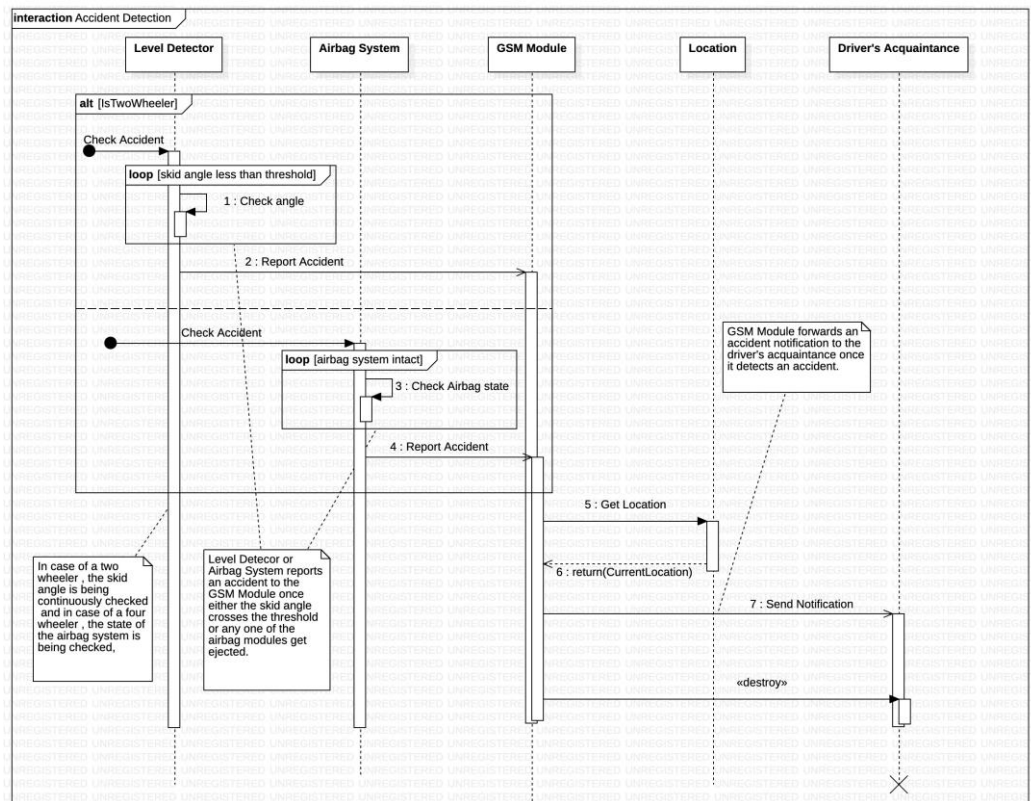 interaction Accident Detection
Level Detector
Airbag System
GSM Module
Location
Driver's Acquaintance
alt [IsTwoWheeler]
Check Accident
loop [skid angle less than threshold]
1 : Check angle
2 : Report Accident
Check Accident
loop [airbag system intact]
3 : Check Airbag state
4 : Report Accident
GSM Module forwards an
accident notification to the
driver's acquaintance once
it detects an accident.
5 : Get Location
6 : return(CurrentLocation)
7 : Send Notification
«destroy»
In case of a two
wheeler , the skid
angle is being
continuously checked
and in case of a four
wheeler , the state of
the airbag system is
being checked,
Level Detecor or
Airbag System reports
an accident to the
GSM Module once
either the skid angle
crosses the threshold
or any one of the
airbag modules get
ejected.
UNREGISTERED